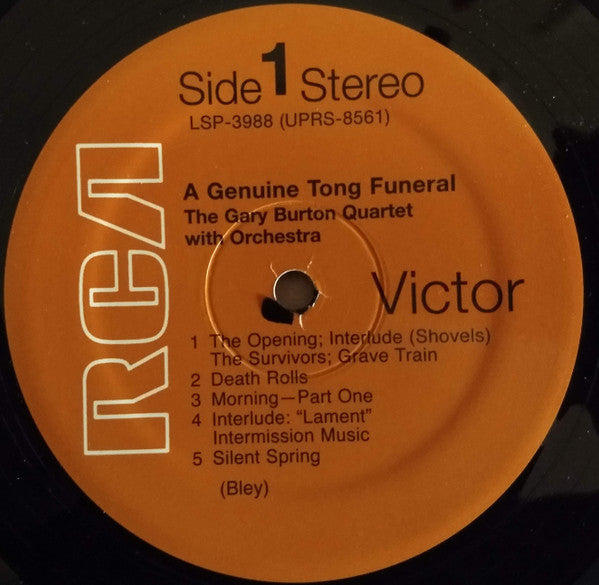 Side 1 Stereo
LSP-3988 (UPRS-8561)
RCA
A Genuine Tong Funeral
The Gary Burton Quartet
with Orchestra
Victor
1 The Opening; Interlude (Shovels)
The Survivors; Grave Train
2 Death Rolls
3 Morning—Part One
4 Interlude: “Lament”
Intermission Music
5 Silent Spring
(Bley)